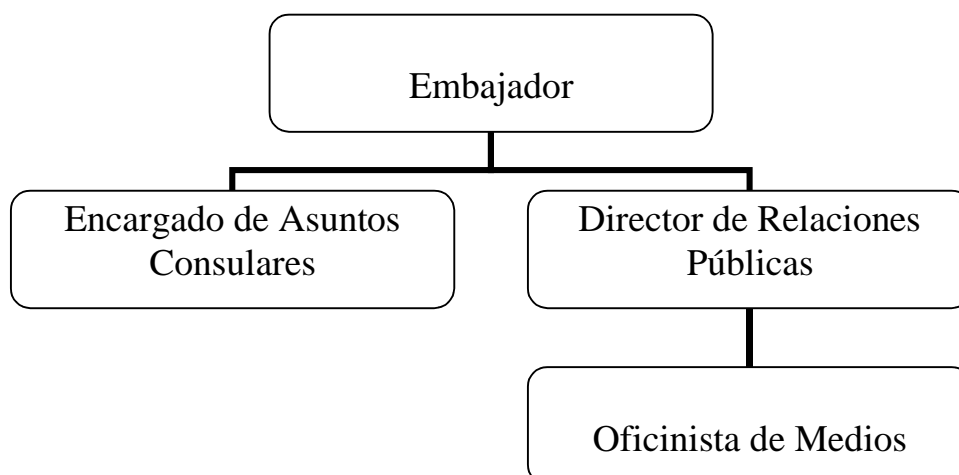 Embajador
Encargado de Asuntos
Consulares
Director de Relaciones
Públicas
Oficinista de Medios